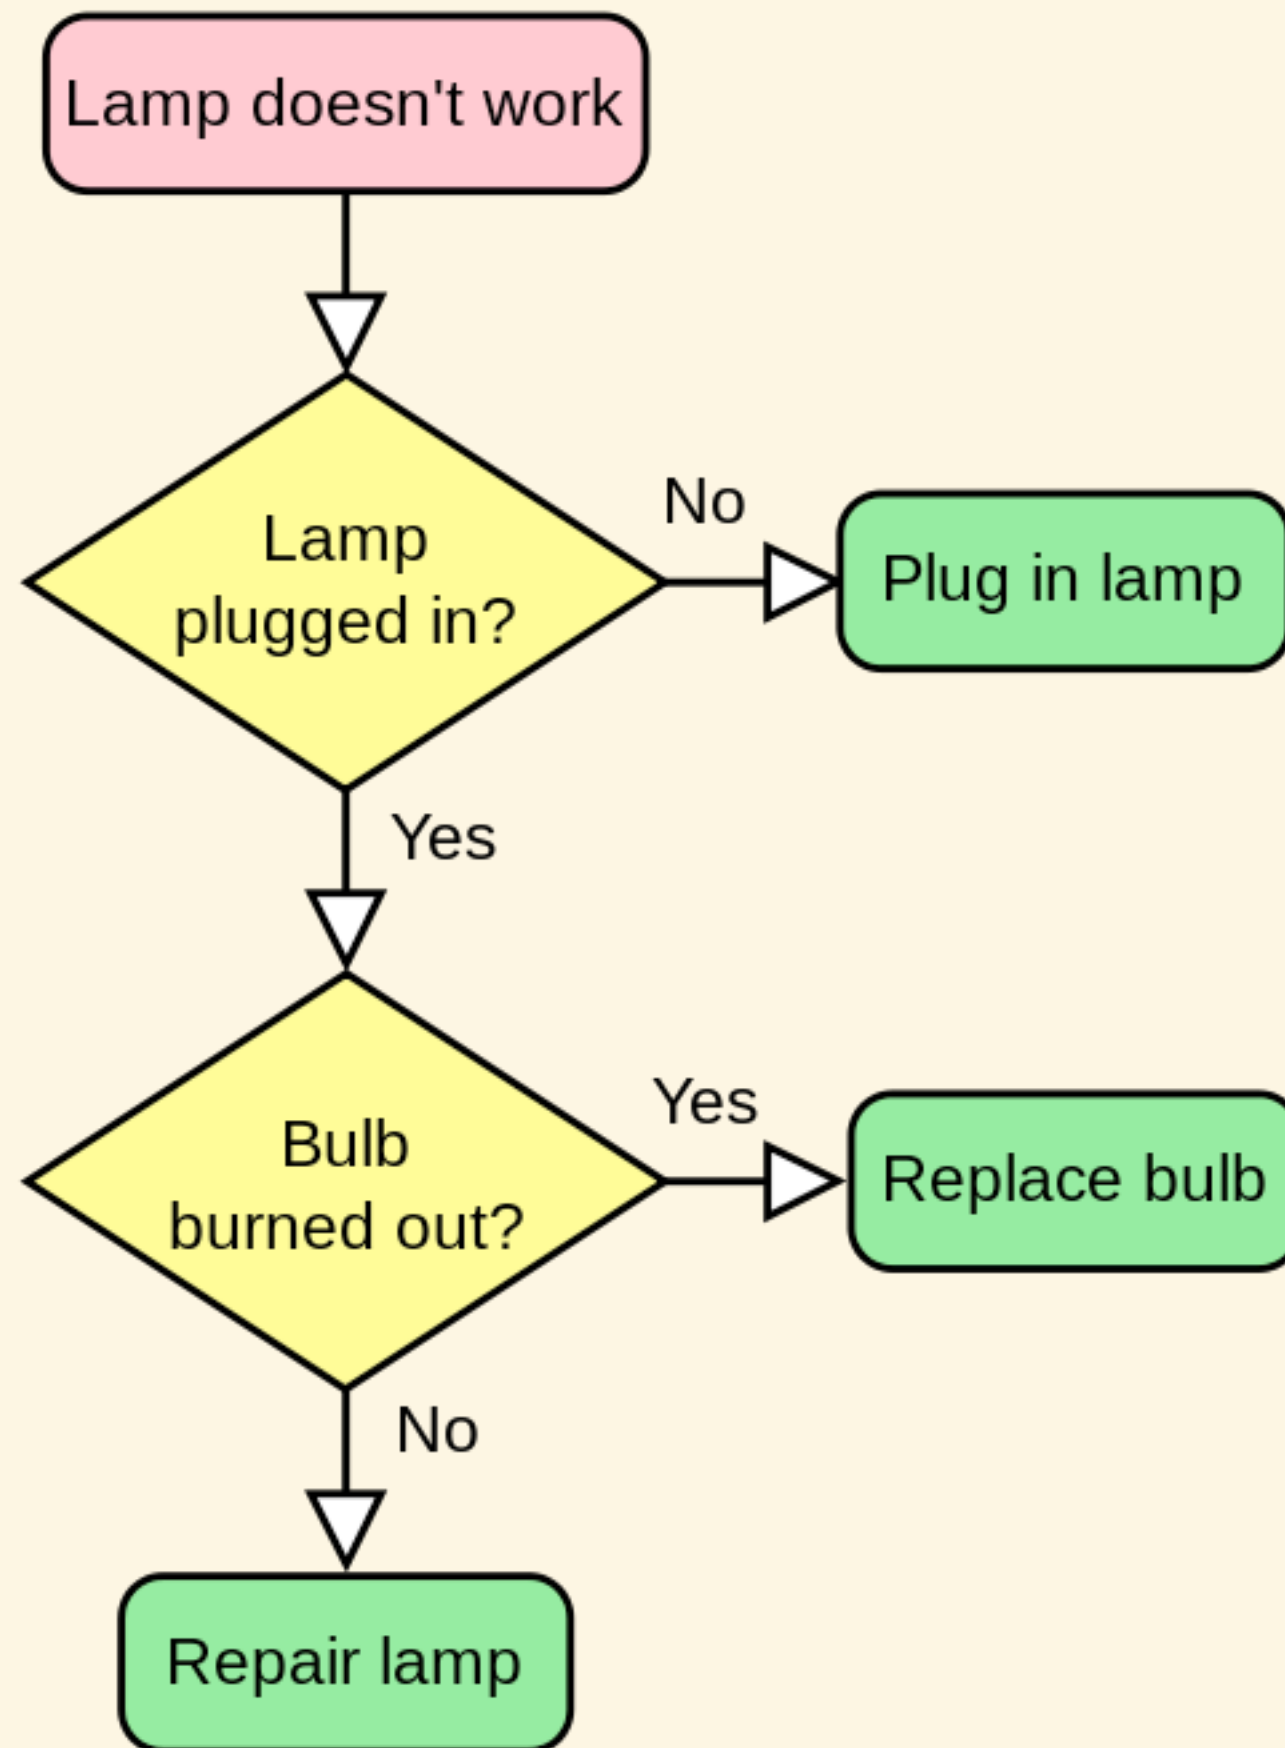 Lamp doesn't work
Lamp
plugged in?
No
Plug in lamp
Yes
Bulb
burned out?
Yes
Replace bulb
No
Repair lamp